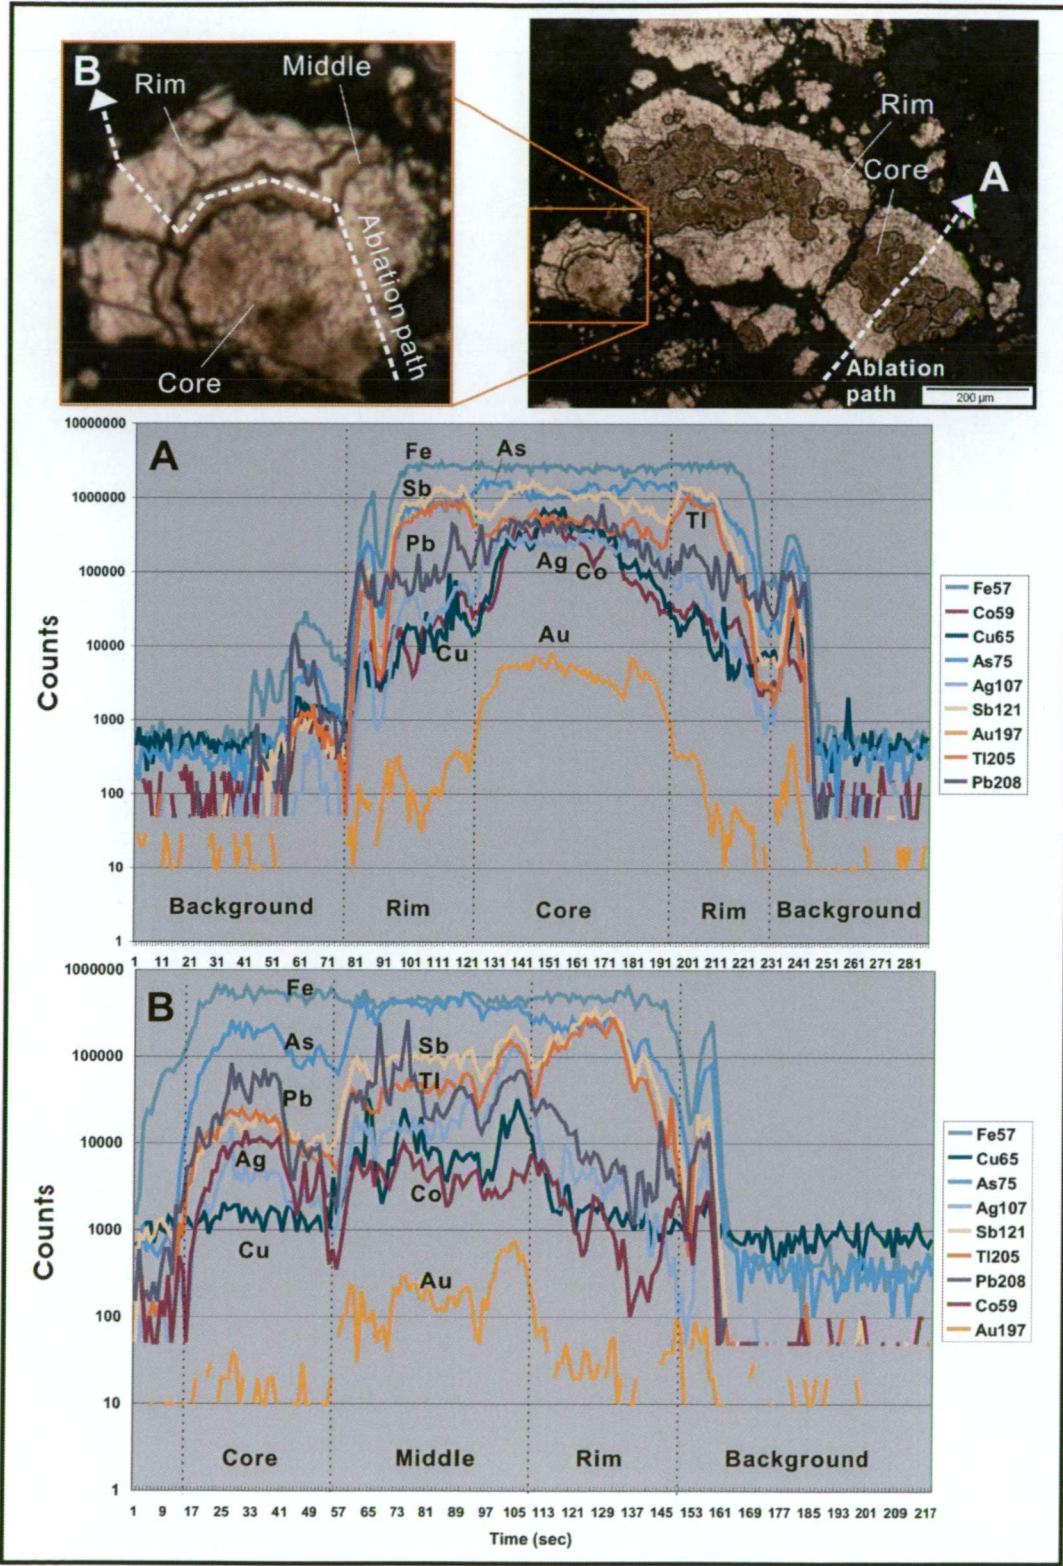 B
Rim
Middle
Ablation path
Core
Rim
Core
A
Ablation
path
200 µm
A
Counts
10000000
1000000
100000
10000
1000
100
10
1
Fe
As
Sb
Pb
Tl
Ag
Co
Cu
Au
Background
Rim
Core
Rim
Background
1 11 21 31 41 51 61 71 81 91 101 111 121 131 141 151 161 171 181 191 201 211 221 231 241 251 261 271 281
Fe57
Co59
Cu65
As75
Ag107
Sb121
Au197
Tl205
Pb208
B
Counts
1000000
100000
10000
1000
100
10
1
Fe
As
Sb
Tl
Pb
Ag
Co
Cu
Au
Core
Middle
Rim
Background
1 9 17 25 33 41 49 57 65 73 81 89 97 105 113 121 129 137 145 153 161 169 177 185 193 201 209 217
Time (sec)
Fe57
Cu65
As75
Ag107
Sb121
Tl205
Pb208
Co59
Au197